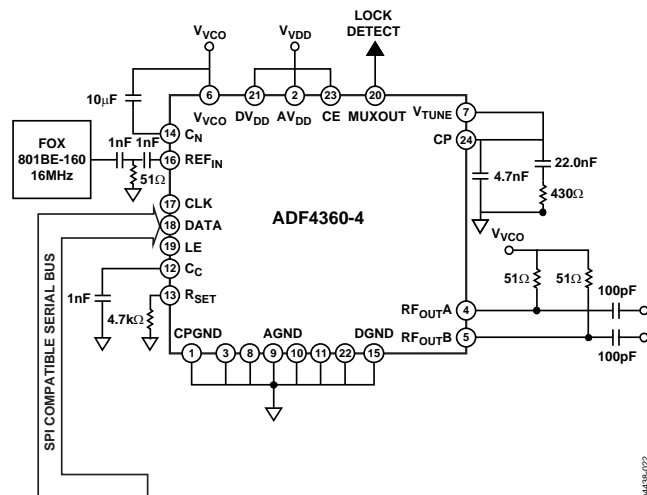 LOCK
DETECT
VVCO
VVDD
10µF
6
21
2
23
20
VVCO
DVDD
AVDD
CE
MUXOUT
VTUNE
7
14
CN
CP
24
FOX
801BE-160
16MHz
1nF
1nF
16
REFIN
51Ω
4.7nF
22.0nF
430Ω
17
CLK
18
DATA
19
LE
ADF4360-4
12
CC
VVCO
51Ω
51Ω
100pF
1nF
13
RSET
4.7kΩ
RFOUTA
4
RFOUTB
5
100pF
CPGND
AGND
DGND
1
3
8
9
10
11
22
15
SPI COMPATIBLE SERIAL BUS